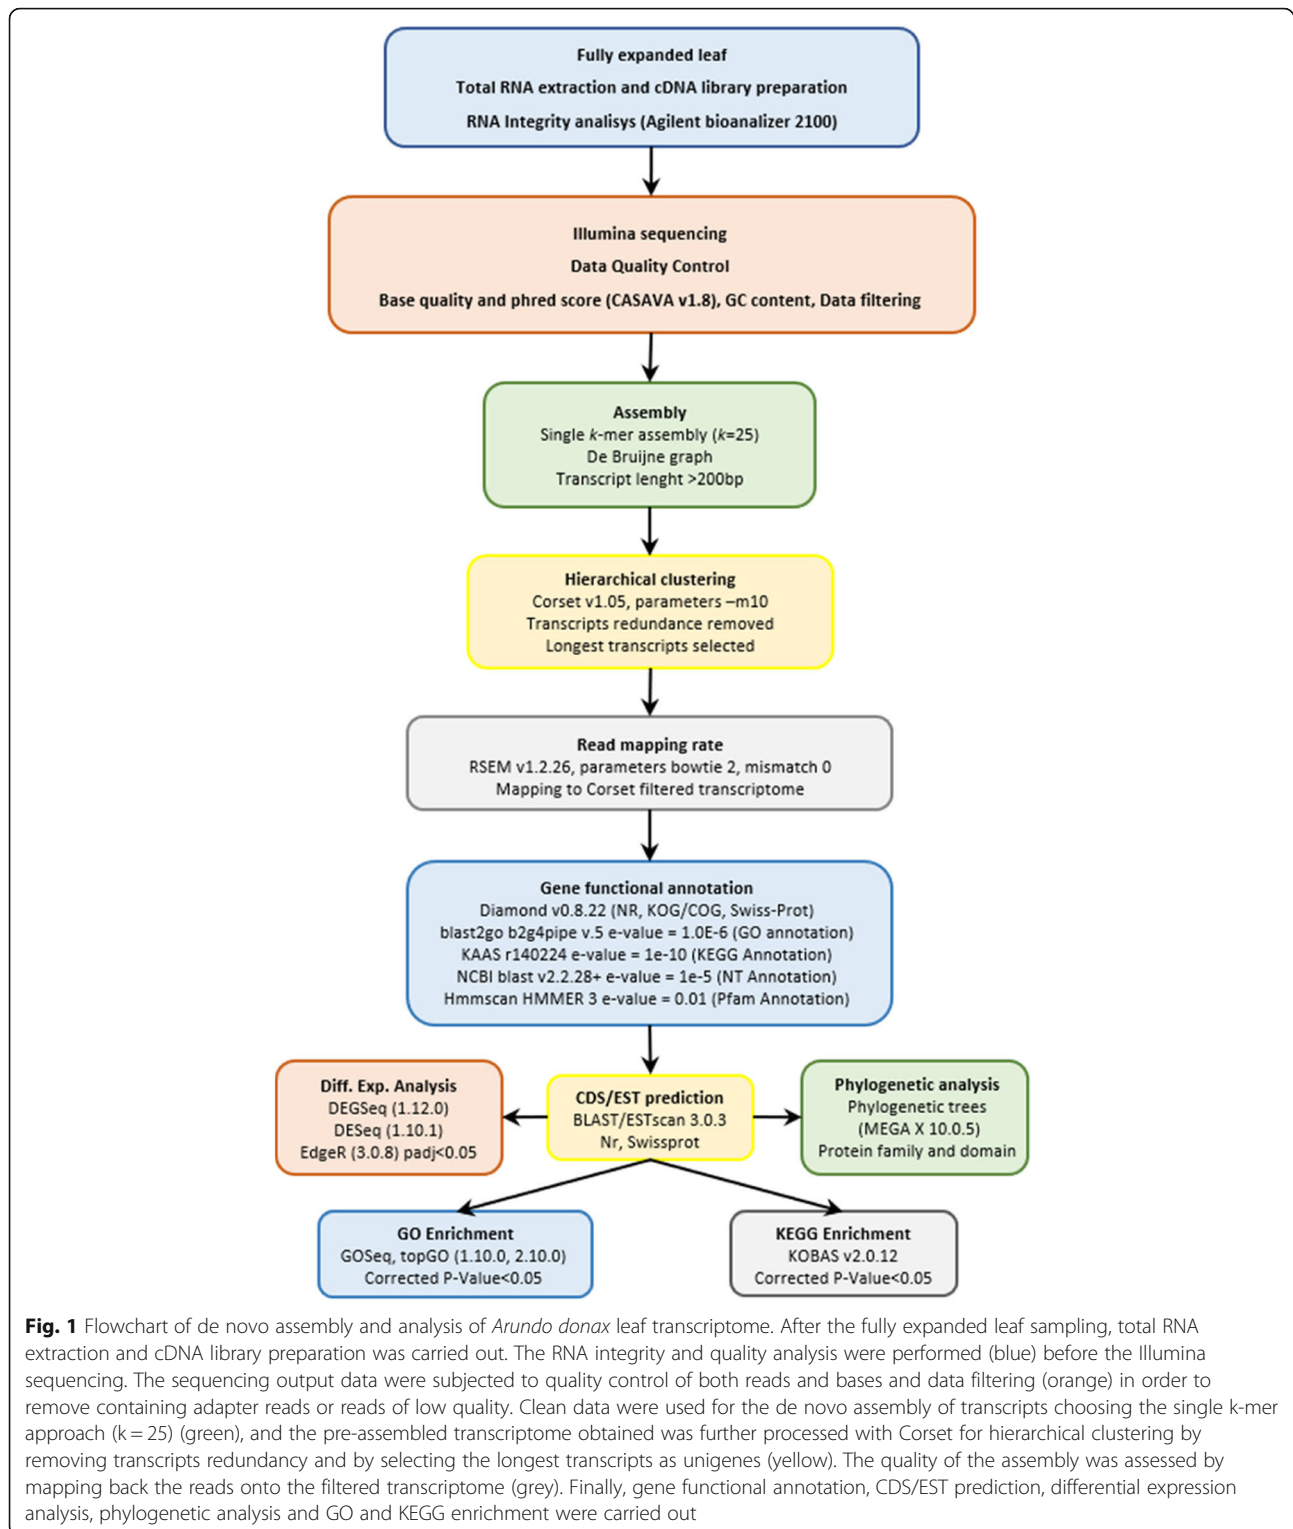 Fully expanded leaf
Total RNA extraction and cDNA library preparation
RNA Integrity analisys (Agilent bioanalizer 2100)
Illumina sequencing
Data Quality Control
Base quality and phred score (CASAVA v1.8), GC content, Data filtering
Assembly
Single k-mer assembly (k=25)
De Bruijne graph
Transcript lenght >200bp
Hierarchical clustering
Corset v1.05, parameters –m10
Transcripts redundance removed
Longest transcripts selected
Read mapping rate
RSEM v1.2.26, parameters bowtie 2, mismatch 0
Mapping to Corset filtered transcriptome
Gene functional annotation
Diamond v0.8.22 (NR, KOG/COG, Swiss-Prot)
blast2go b2g4pipe v.5 e-value = 1.0E-6 (GO annotation)
KAAS r140224 e-value = 1e-10 (KEGG Annotation)
NCBI blast v2.2.28+ e-value = 1e-5 (NT Annotation)
Hmmscan HMMER 3 e-value = 0.01 (Pfam Annotation)
Diff. Exp. Analysis
DEGSeq (1.12.0)
DESeq (1.10.1)
EdgeR (3.0.8) padj<0.05
CDS/EST prediction
BLAST/ESTscan 3.0.3
Nr, Swissprot
Phylogenetic analysis
Phylogenetic trees
(MEGA X 10.0.5)
Protein family and domain
GO Enrichment
GOSeq, topGO (1.10.0, 2.10.0)
Corrected P-Value<0.05
KEGG Enrichment
KOBAS v2.0.12
Corrected P-Value<0.05
Fig. 1 Flowchart of de novo assembly and analysis of Arundo donax leaf transcriptome. After the fully expanded leaf sampling, total RNA
extraction and cDNA library preparation was carried out. The RNA integrity and quality analysis were performed (blue) before the Illumina
sequencing. The sequencing output data were subjected to quality control of both reads and bases and data filtering (orange) in order to
remove containing adapter reads or reads of low quality. Clean data were used for the de novo assembly of transcripts choosing the single k-mer
approach (k = 25) (green), and the pre-assembled transcriptome obtained was further processed with Corset for hierarchical clustering by
removing transcripts redundancy and by selecting the longest transcripts as unigenes (yellow). The quality of the assembly was assessed by
mapping back the reads onto the filtered transcriptome (grey). Finally, gene functional annotation, CDS/EST prediction, differential expression
analysis, phylogenetic analysis and GO and KEGG enrichment were carried out